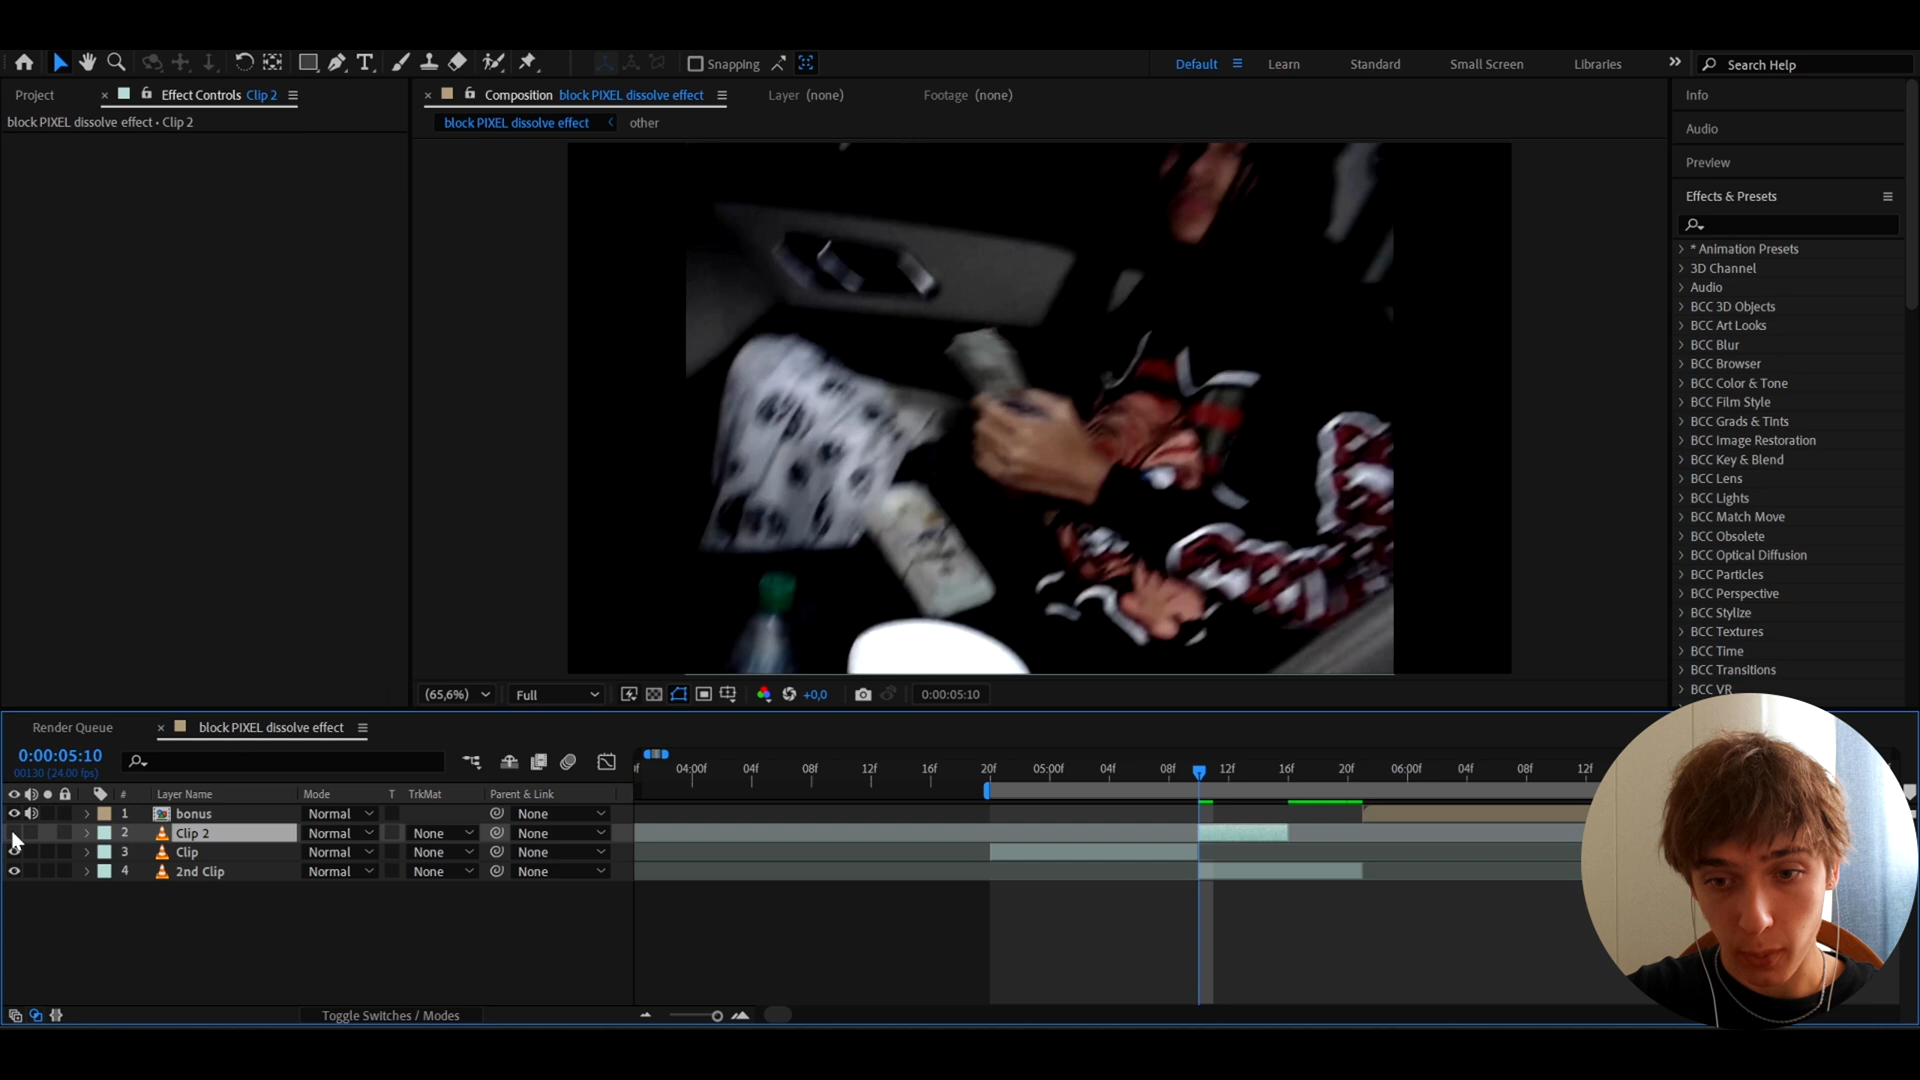 Snapping
Default
Learn
Standard
Small Screen
Libraries
Search Help
Project
Effect Controls Clip 2
Composition block PIXEL dissolve effect
Layer (none)
Footage (none)
Info
block PIXEL dissolve effect • Clip 2
block PIXEL dissolve effect
other
Audio
Preview
Effects & Presets
* Animation Presets
3D Channel
Audio
BCC 3D Objects
BCC Art Looks
BCC Blur
BCC Browser
BCC Color & Tone
BCC Film Style
BCC Grads & Tints
BCC Image Restoration
BCC Key & Blend
BCC Lens
BCC Lights
BCC Match Move
BCC Obsolete
BCC Optical Diffusion
BCC Particles
BCC Perspective
BCC Stylize
BCC Textures
BCC Time
BCC Transitions
BCC VR
(65,6%)
Full
+0,0
0:00:05:10
Render Queue
block PIXEL dissolve effect
0:00:05:10
00130 (24.00 fps)
04:00f 04f 08f 12f 16f 20f 05:00f 04f 08f 12f 16f 20f 06:00f 04f 08f 12f
# Layer Name Mode T TrkMat Parent & Link
1 bonus Normal None
2 Clip 2 Normal None None
3 Clip Normal None None
4 2nd Clip Normal None None
Toggle Switches / Modes